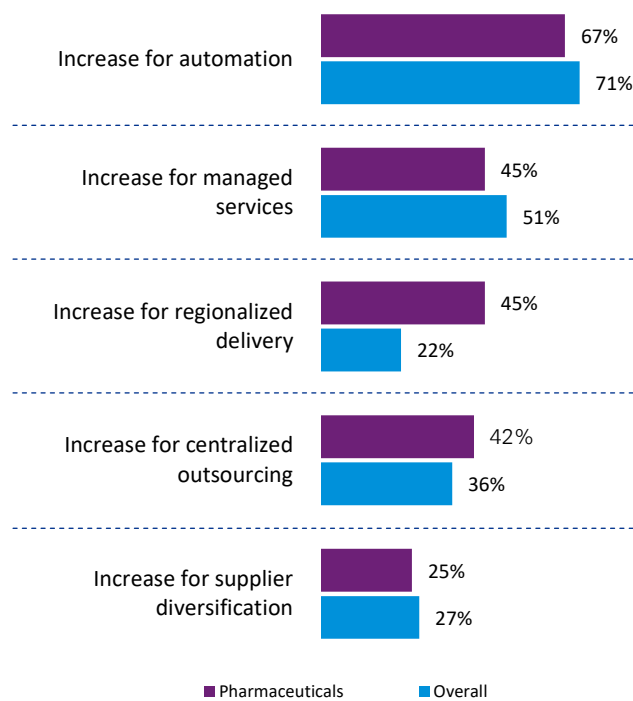 67%
Increase for automation
71%
45%
Increase for managed
services
51%
45%
Increase for regionalized
delivery
22%
42%
Increase for centralized
outsourcing
36%
25%
Increase for supplier
diversification
27%
Pharmaceuticals
Overall